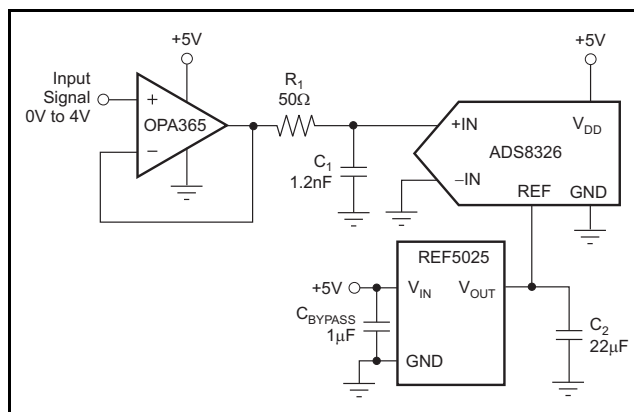 +5V
Input
Signal
0V to 4V
+
OPA365
−
R1
50Ω
C1
1.2nF
+5V
+IN
VDD
ADS8326
−IN
REF
GND
REF5025
+5V
VIN
VOUT
CBYPASS
1μF
GND
C2
22μF